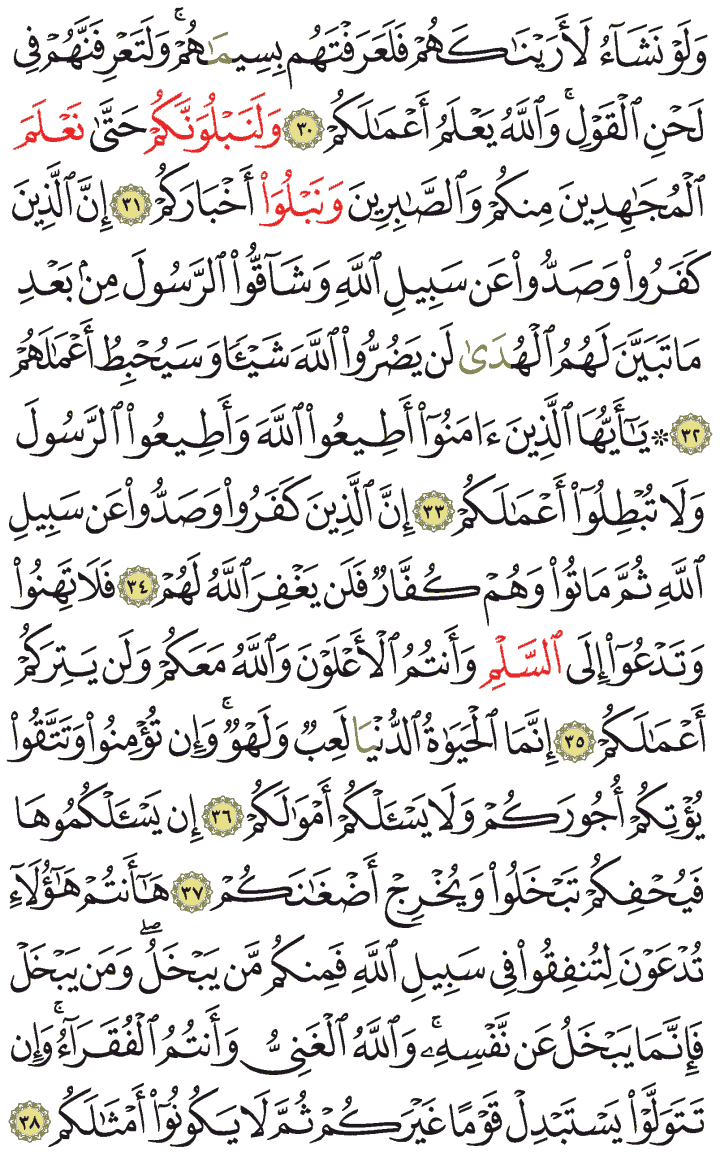 وَلَوۡ نَشَآءُ لَأَرَيۡنَٰكَهُمۡ فَلَعَرَفۡتَهُم بِسِيمَٰهُمۡۚ وَلَتَعۡرِفَنَّهُمۡ فِي
لَحۡنِ ٱلۡقَوۡلِۚ وَٱللَّهُ يَعۡلَمُ أَعۡمَٰلَكُمۡ ٣٠ وَلَنَبۡلُوَنَّكُمۡ حَتَّىٰ نَعۡلَمَ
ٱلۡمُجَٰهِدِينَ مِنكُمۡ وَٱلصَّٰبِرِينَ وَنَبۡلُوَاْ أَخۡبَارَكُمۡ ٣١ إِنَّ ٱلَّذِينَ
كَفَرُواْ وَصَدُّواْ عَن سَبِيلِ ٱللَّهِ وَشَآقُّواْ ٱلرَّسُولَ مِنۢ بَعۡدِ
مَا تَبَيَّنَ لَهُمُ ٱلۡهُدَىٰ لَن يَضُرُّواْ ٱللَّهَ شَيۡـٔٗا وَسَيُحۡبِطُ أَعۡمَٰلَهُمۡ
٣٢ ۞ يَٰٓأَيُّهَا ٱلَّذِينَ ءَامَنُوٓاْ أَطِيعُواْ ٱللَّهَ وَأَطِيعُواْ ٱلرَّسُولَ
وَلَا تُبۡطِلُوٓاْ أَعۡمَٰلَكُمۡ ٣٣ إِنَّ ٱلَّذِينَ كَفَرُواْ وَصَدُّواْ عَن سَبِيلِ
ٱللَّهِ ثُمَّ مَاتُواْ وَهُمۡ كُفَّارٞ فَلَن يَغۡفِرَ ٱللَّهُ لَهُمۡ ٣٤ فَلَا تَهِنُواْ
وَتَدۡعُوٓاْ إِلَى ٱلسَّلۡمِ وَأَنتُمُ ٱلۡأَعۡلَوۡنَ وَٱللَّهُ مَعَكُمۡ وَلَن يَتِرَكُمۡ
أَعۡمَٰلَكُمۡ ٣٥ إِنَّمَا ٱلۡحَيَوٰةُ ٱلدُّنۡيَا لَعِبٞ وَلَهۡوٞۚ وَإِن تُؤۡمِنُواْ وَتَتَّقُواْ
يُؤۡتِكُمۡ أُجُورَكُمۡ وَلَا يَسۡـَٔلۡكُمۡ أَمۡوَٰلَكُمۡ ٣٦ إِن يَسۡـَٔلۡكُمُوهَا
فَيُحۡفِكُمۡ تَبۡخَلُواْ وَيُخۡرِجۡ أَضۡغَٰنَكُمۡ ٣٧ هَٰٓأَنتُمۡ هَٰٓؤُلَآءِ
تُدۡعَوۡنَ لِتُنفِقُواْ فِي سَبِيلِ ٱللَّهِ فَمِنكُم مَّن يَبۡخَلُۖ وَمَن يَبۡخَلۡ
فَإِنَّمَا يَبۡخَلُ عَن نَّفۡسِهِۦۚ وَٱللَّهُ ٱلۡغَنِيُّ وَأَنتُمُ ٱلۡفُقَرَآءُۚ وَإِن
تَتَوَلَّوۡاْ يَسۡتَبۡدِلۡ قَوۡمًا غَيۡرَكُمۡ ثُمَّ لَا يَكُونُوٓاْ أَمۡثَٰلَكُم ٣٨